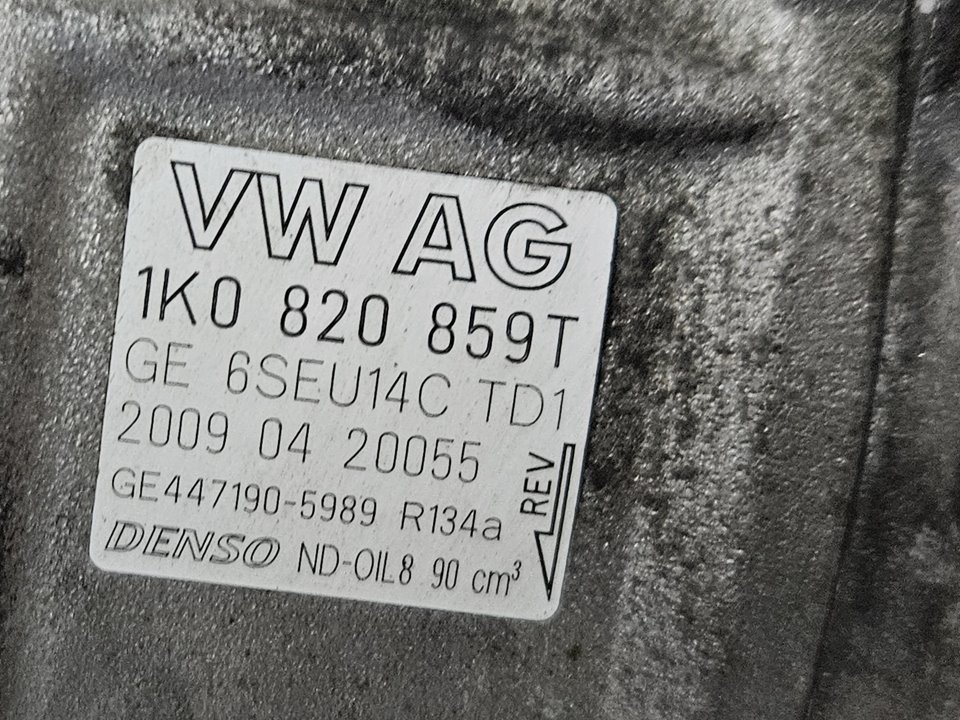 VW AG
1K0 820 859T
GE 6SEU14C TD1
2009 04 20055
GE447190-5989 R134a
DENSO ND-OIL8 90 cm³
REV